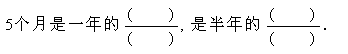 5个月是一年的(   )/(   ), 是半年的(   )/(   ).